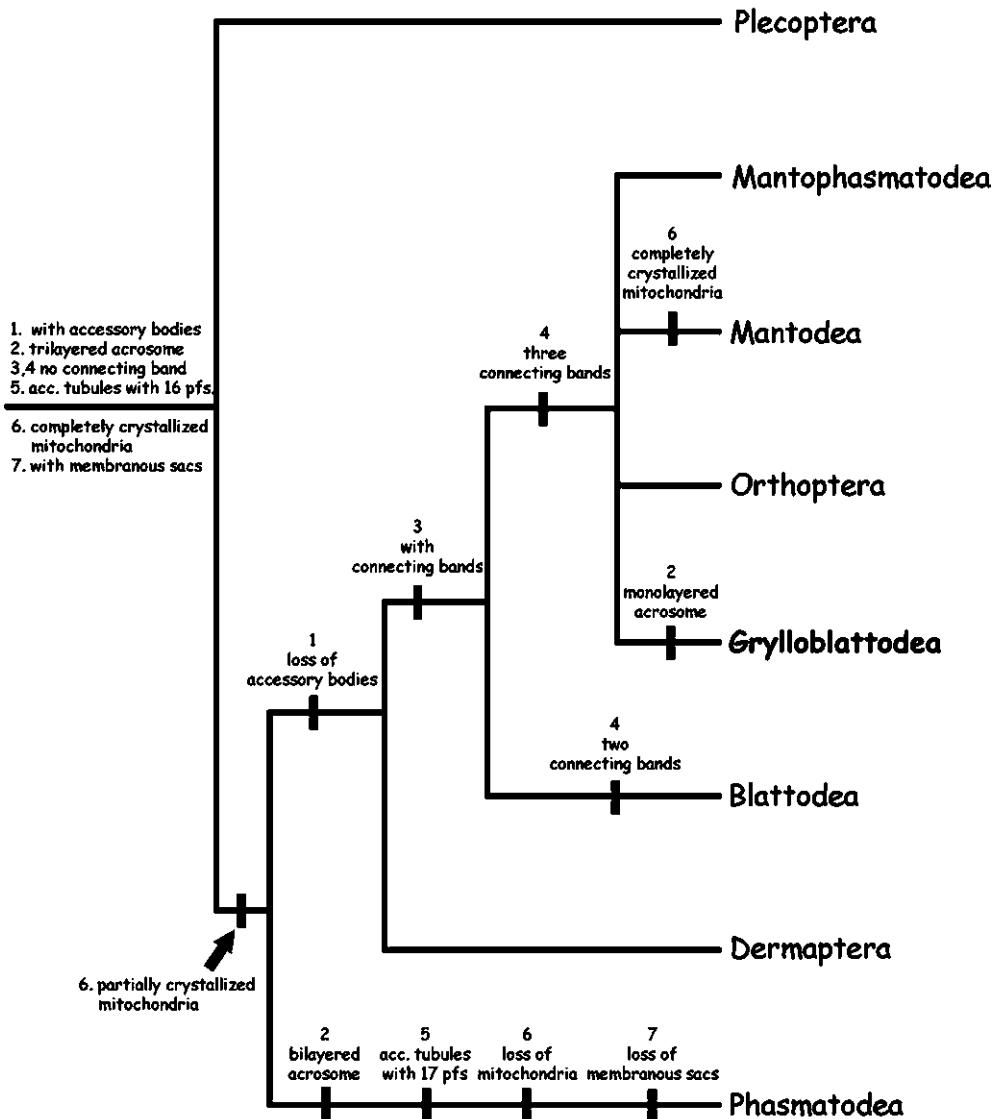 Plecoptera
Mantophasmatodea
6
completely
crystallized
mitochondria
Mantodea
1. with accessory bodies
2. trilayered acrosome
3,4 no connecting band
5. acc. tubules with 16 pfs.
6. completely crystallized
mitochondria
7. with membranous sacs
4
three
connecting bands
Orthoptera
3
with
connecting bands
2
monolayered
acrosome
Grylloblattodea
1
loss of
accessory bodies
4
two
connecting bands
Blattodea
Dermaptera
6. partially crystallized
mitochondria
2
bilayered
acrosome
5
acc. tubules
with 17 pfs
6
loss of
mitochondria
7
loss of
membranous sacs
Phasmatodea